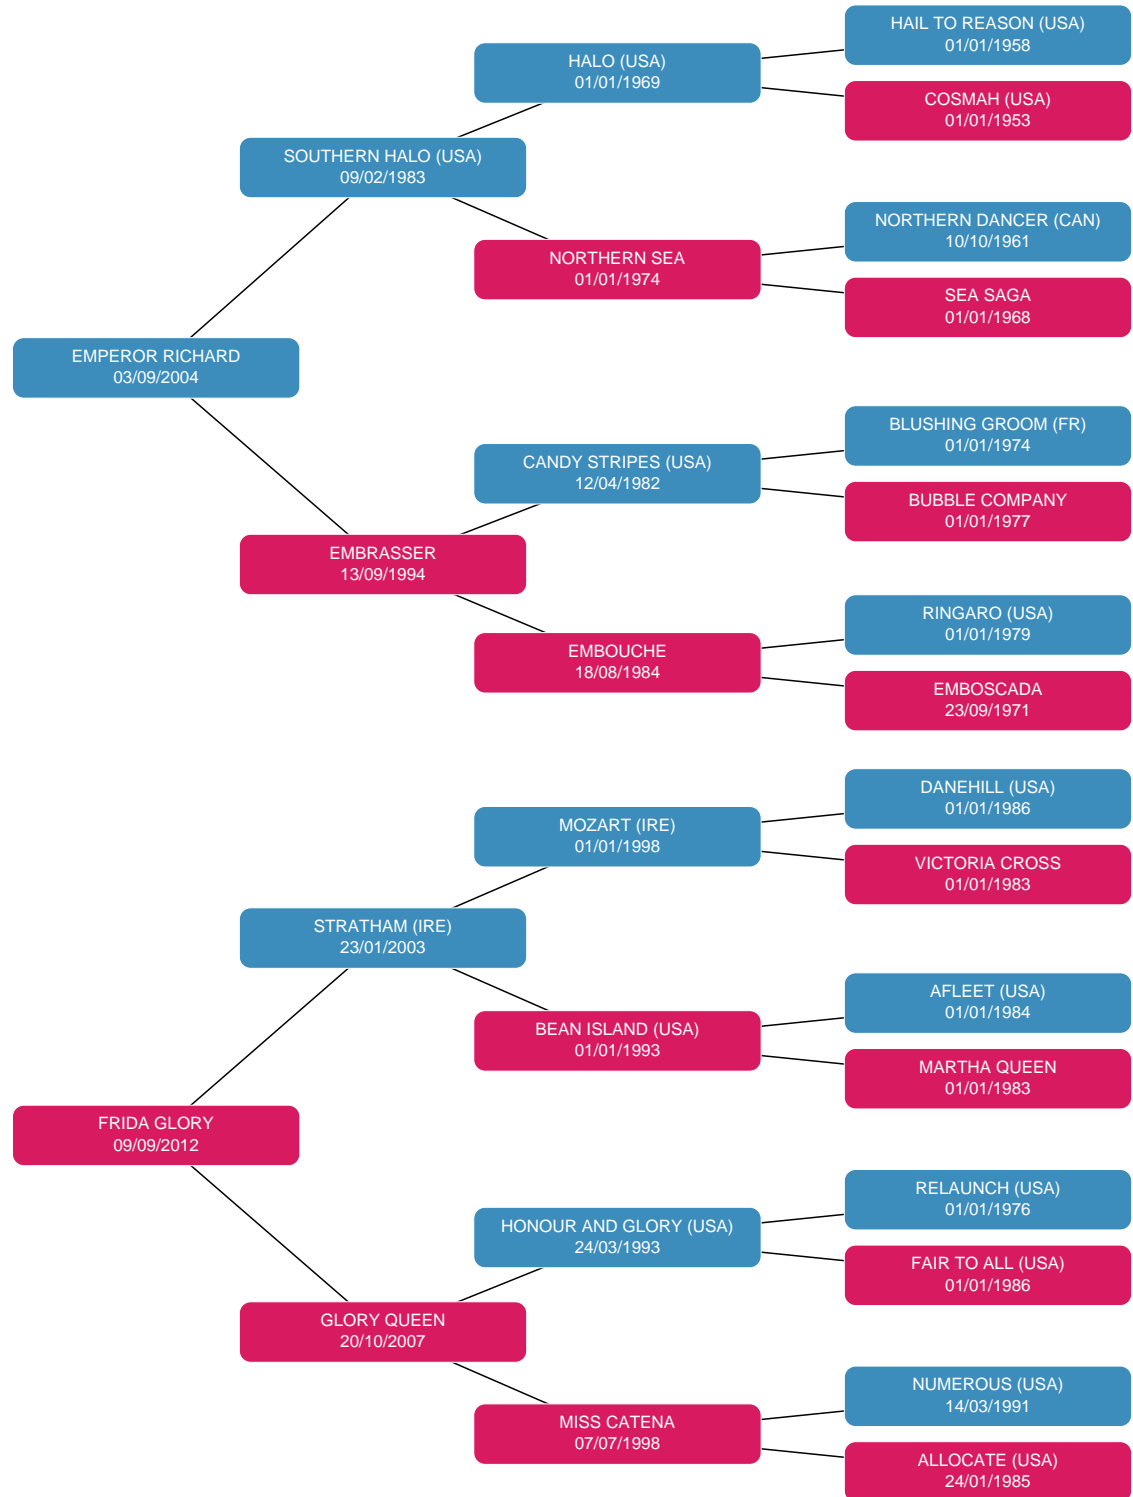 HAIL TO REASON (USA)
01/01/1958
HALO (USA)
01/01/1969
COSMAH (USA)
01/01/1953
SOUTHERN HALO (USA)
09/02/1983
NORTHERN DANCER (CAN)
10/10/1961
NORTHERN SEA
01/01/1974
SEA SAGA
01/01/1968
EMPEROR RICHARD
03/09/2004
BLUSHING GROOM (FR)
01/01/1974
CANDY STRIPES (USA)
12/04/1982
BUBBLE COMPANY
01/01/1977
EMBRASSER
13/09/1994
RINGARO (USA)
01/01/1979
EMBOUCHE
18/08/1984
EMBOSCADA
23/09/1971
DANEHILL (USA)
01/01/1986
MOZART (IRE)
01/01/1998
VICTORIA CROSS
01/01/1983
STRATHAM (IRE)
23/01/2003
AFLEET (USA)
01/01/1984
BEAN ISLAND (USA)
01/01/1993
MARTHA QUEEN
01/01/1983
FRIDA GLORY
09/09/2012
RELAUNCH (USA)
01/01/1976
HONOUR AND GLORY (USA)
24/03/1993
FAIR TO ALL (USA)
01/01/1986
GLORY QUEEN
20/10/2007
NUMEROUS (USA)
14/03/1991
MISS CATENA
07/07/1998
ALLOCATE (USA)
24/01/1985